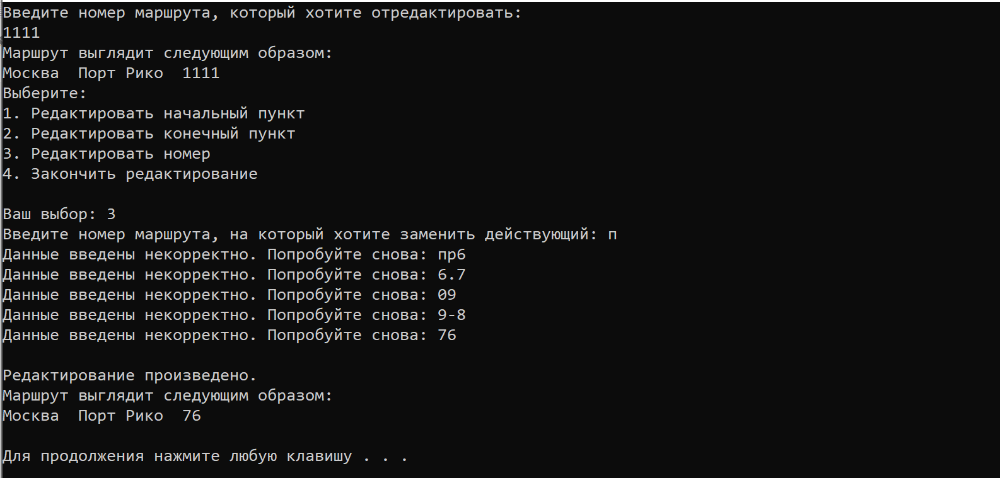 Введите номер маршрута, который хотите отредактировать:
1111
Маршрут выглядит следующим образом:
Москва  Порт Рико  1111
Выберите:
1. Редактировать начальный пункт
2. Редактировать конечный пункт
3. Редактировать номер
4. Закончить редактирование
Ваш выбор: 3
Введите номер маршрута, на который хотите заменить действующий: п
Данные введены некорректно. Попробуйте снова: пр6
Данные введены некорректно. Попробуйте снова: 6.7
Данные введены некорректно. Попробуйте снова: 09
Данные введены некорректно. Попробуйте снова: 9-8
Данные введены некорректно. Попробуйте снова: 76
Редактирование произведено.
Маршрут выглядит следующим образом:
Москва  Порт Рико  76
Для продолжения нажмите любую клавишу . . .